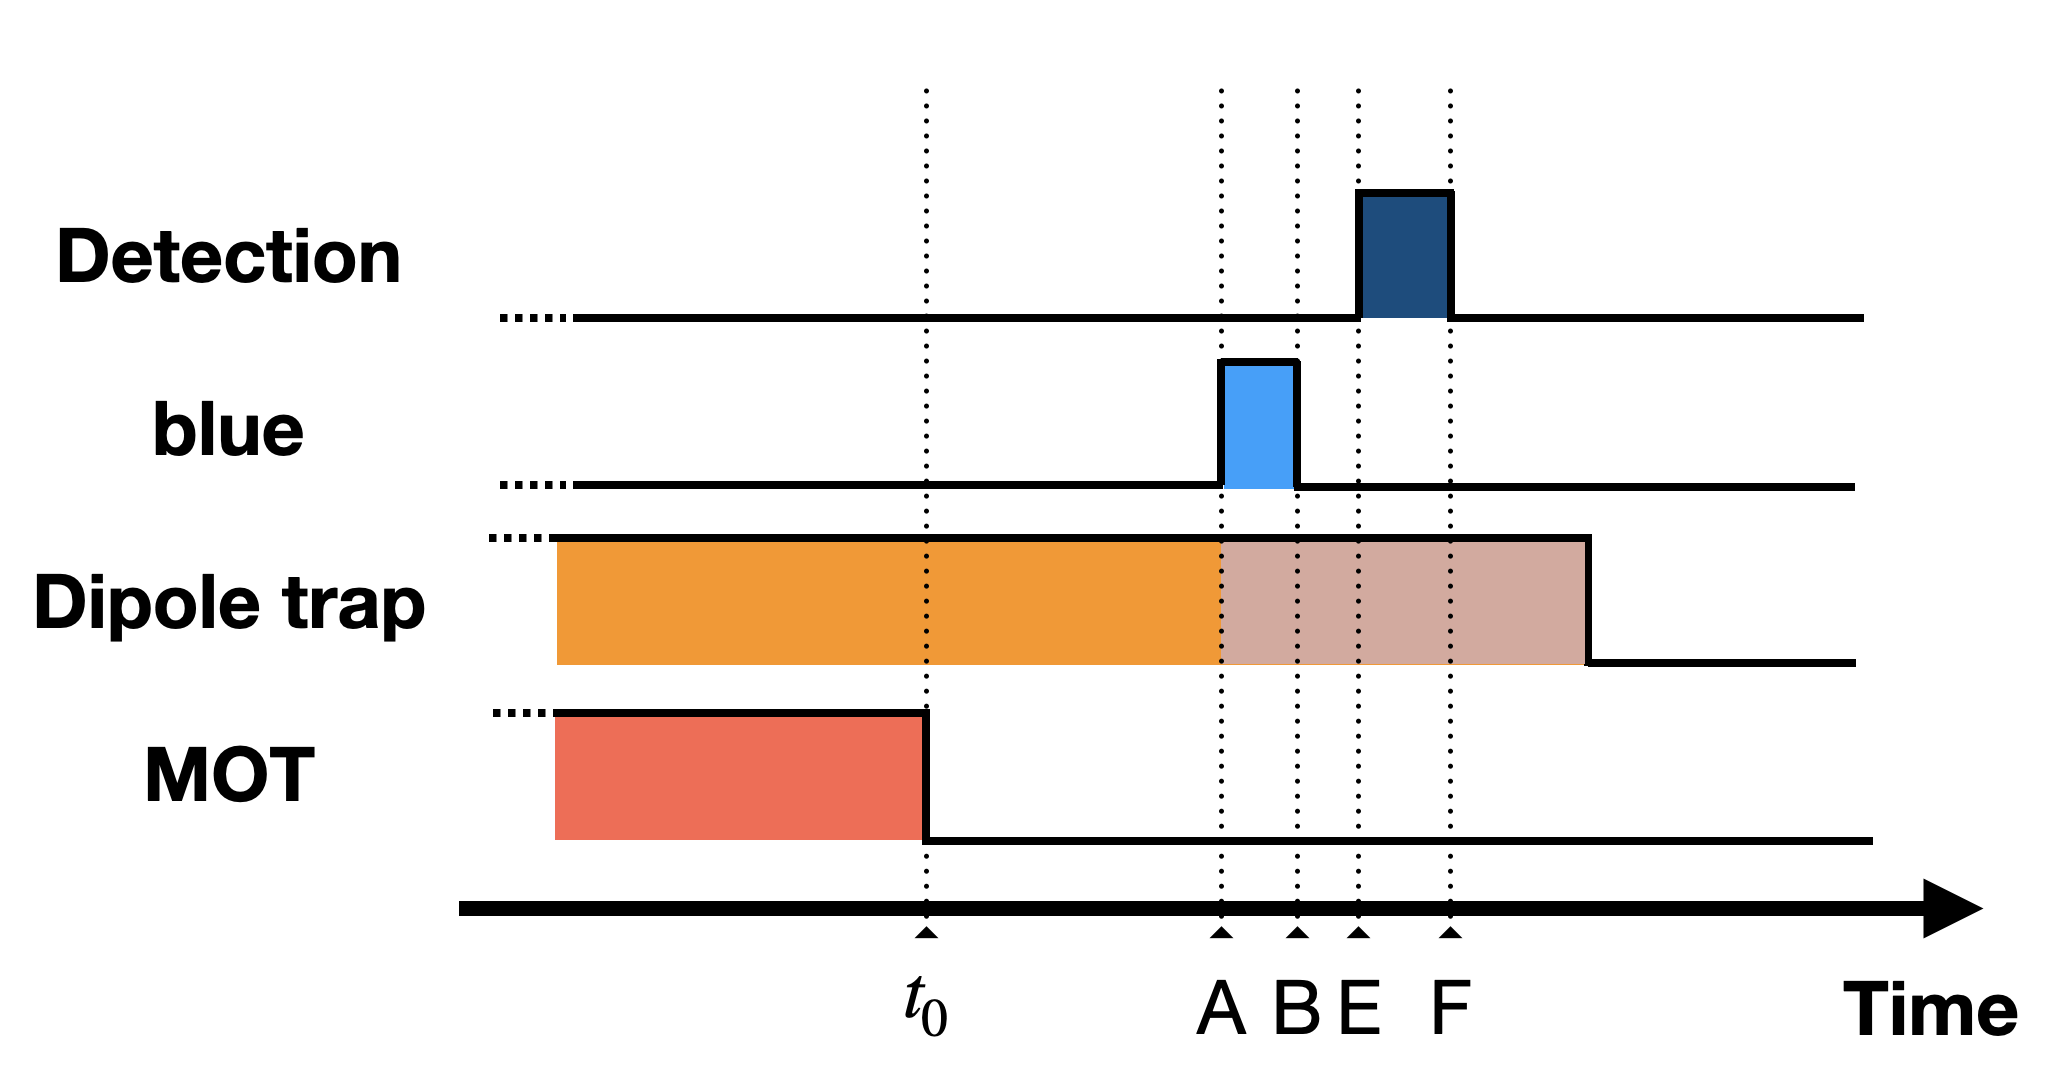 Detection
blue
Dipole trap
MOT
t0 A B E F
Time